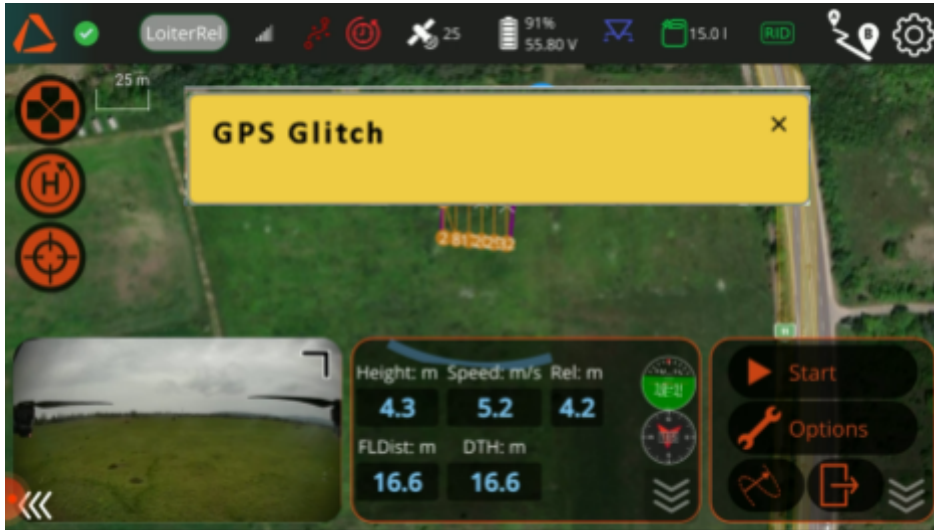 LoiterRel
25
91%
55.80 V
15.0 l
RID
25 m
GPS Glitch
H
Height: m Speed: m/s Rel: m
4.3 5.2 4.2
FLDist: m DTH: m
16.6 16.6
H
Start
Options